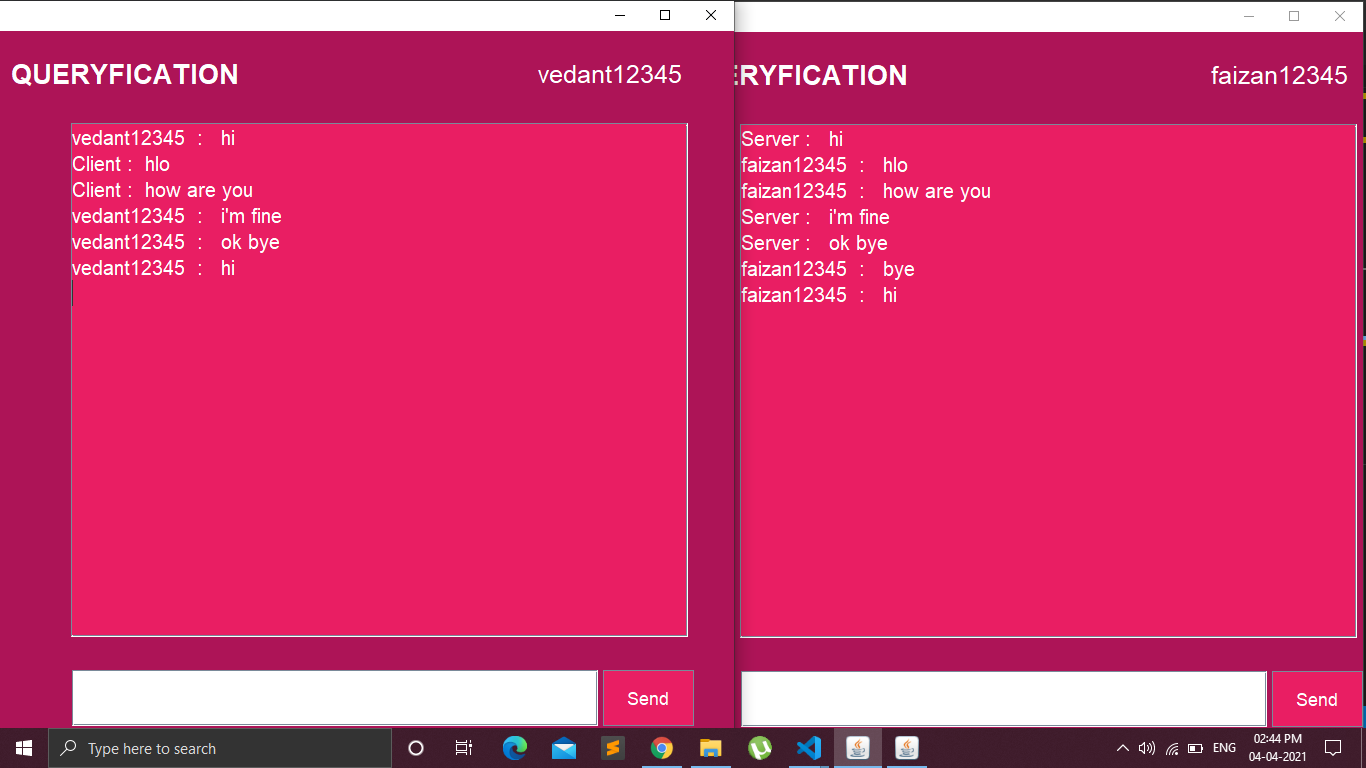 QUERYFICATION vedant12345
vedant12345 : hi
Client : hlo
Client : how are you
vedant12345 : i'm fine
vedant12345 : ok bye
vedant12345 : hi
Send
ERYFICATION faizan12345
Server : hi
faizan12345 : hlo
faizan12345 : how are you
Server : i'm fine
Server : ok bye
faizan12345 : bye
faizan12345 : hi
Send
Type here to search
ENG
02:44 PM
04-04-2021